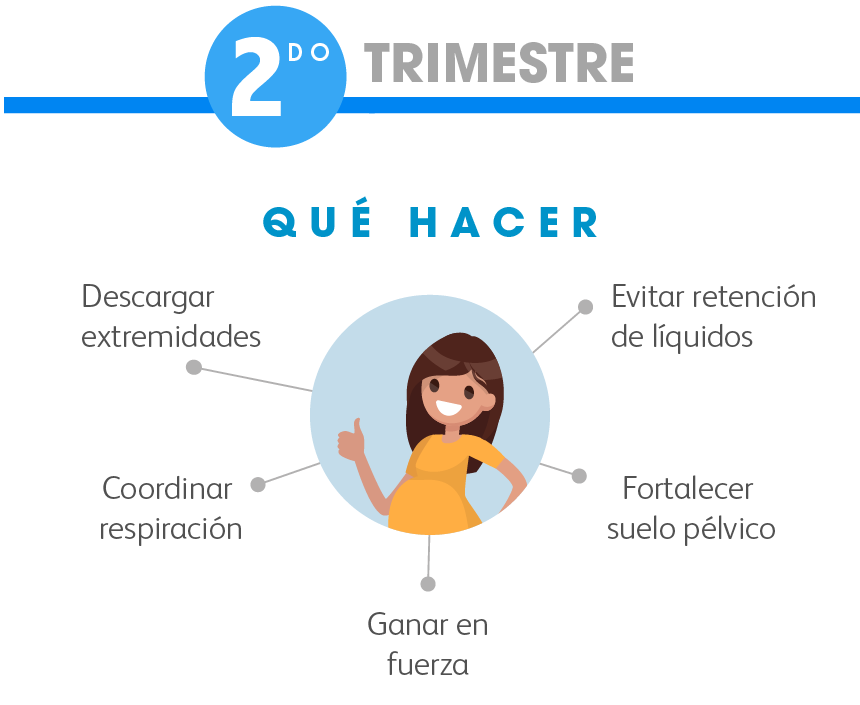 2DO TRIMESTRE
QUÉ HACER
Descargar
extremidades
Evitar retención
de líquidos
Coordinar
respiración
Fortalecer
suelo pélvico
Ganar en
fuerza